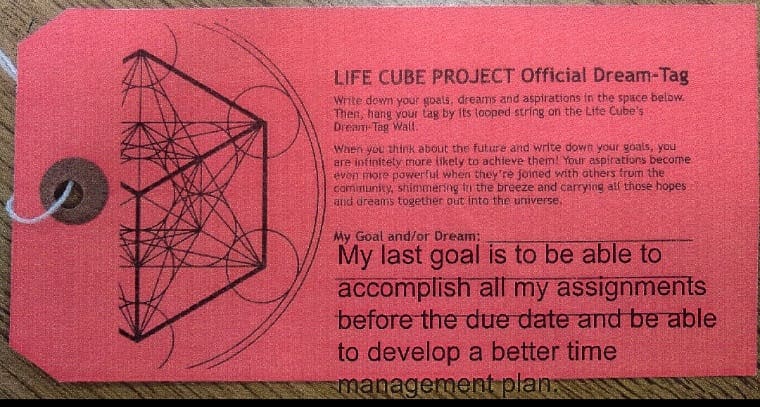 LIFE CUBE PROJECT Official Dream-Tag
Write down your goals, dreams and aspirations in the space below.
Then, hang your tag by its looped string on the Life Cube's
Dream-Tag Wall.
When you think about the future and write down your goals, you
are infinitely more likely to achieve them! Your aspirations become
even more powerful when they're joined with others from the
community, shimmering in the breeze and carrying all those hopes
and dreams together out into the universe.
My Goal and/or Dream:
My last goal is to be able to
accomplish all my assignments
before the due date and be able
to develop a better time
management plan.